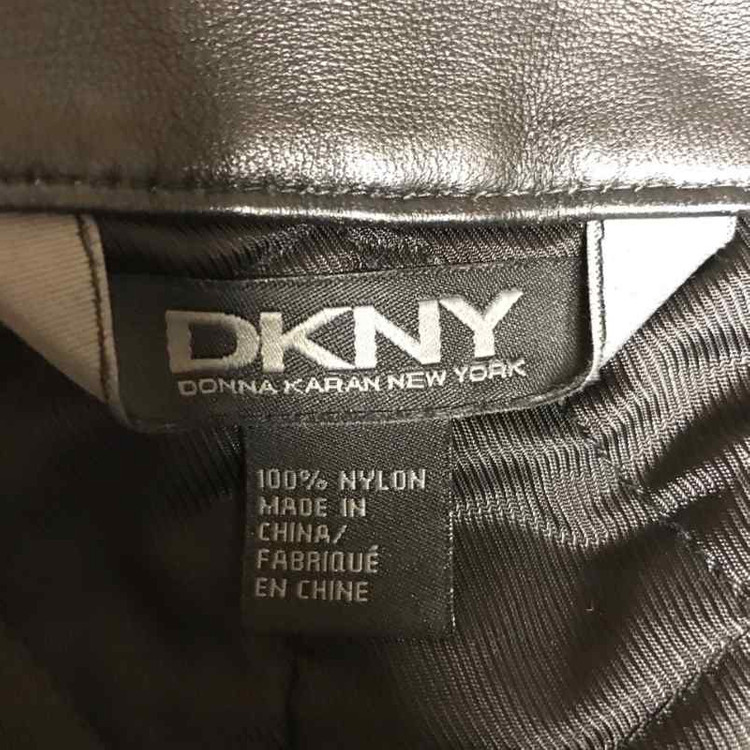 DKNY
DONNA KARAN NEW YORK
100% NYLON
MADE IN
CHINA/
FABRIQUÉ
EN CHINE